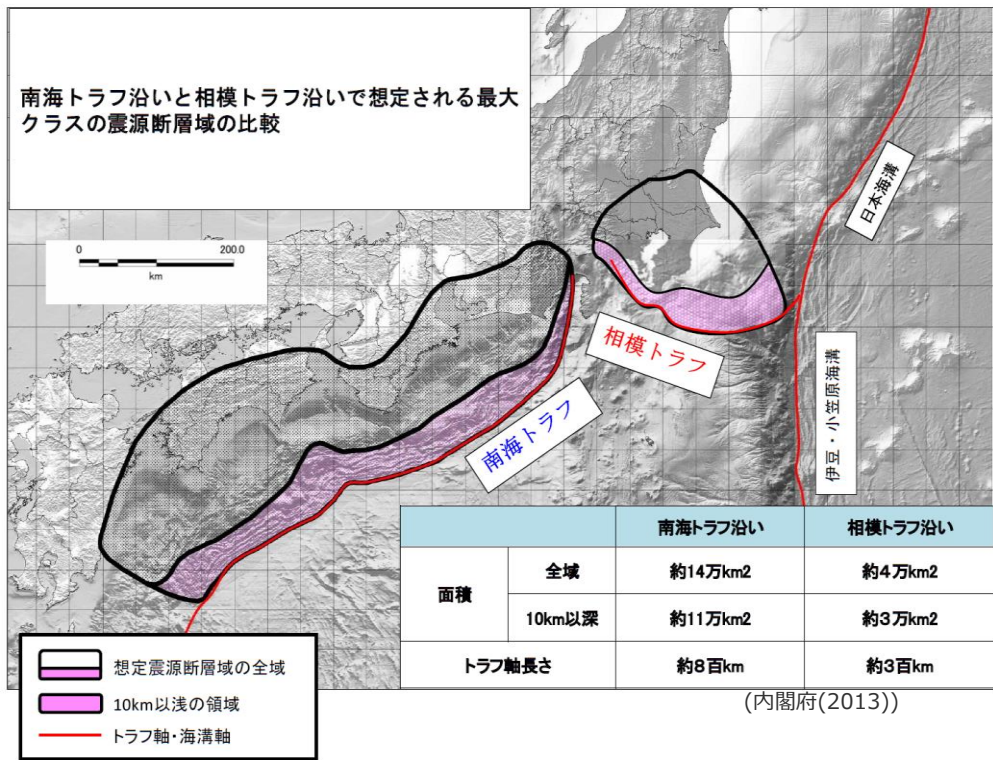 南海トラフ沿いと相模トラフ沿いで想定される最大
クラスの震源断層域の比較
0 200.0
km
日本海溝
相模トラフ
南海トラフ
伊豆・小笠原海溝
南海トラフ沿い 相模トラフ沿い
面積 全域 約14万km2 約4万km2
10km以深 約11万km2 約3万km2
トラフ軸長さ 約8百km 約3百km
想定震源断層域の全域
10km以浅の領域
トラフ軸・海溝軸
(内閣府(2013))